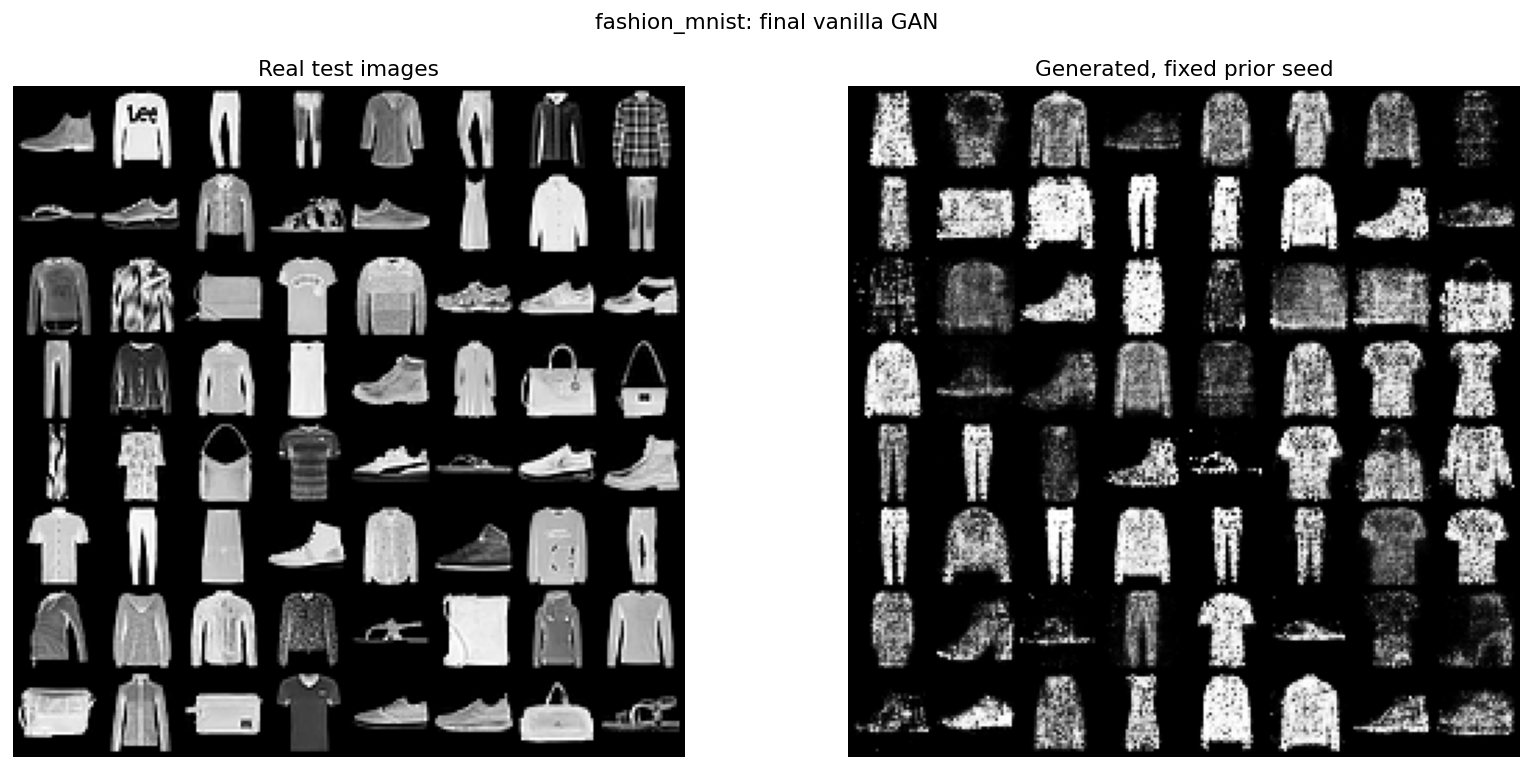 fashion_mnist: final vanilla GAN
Real test images
Generated, fixed prior seed
Lee